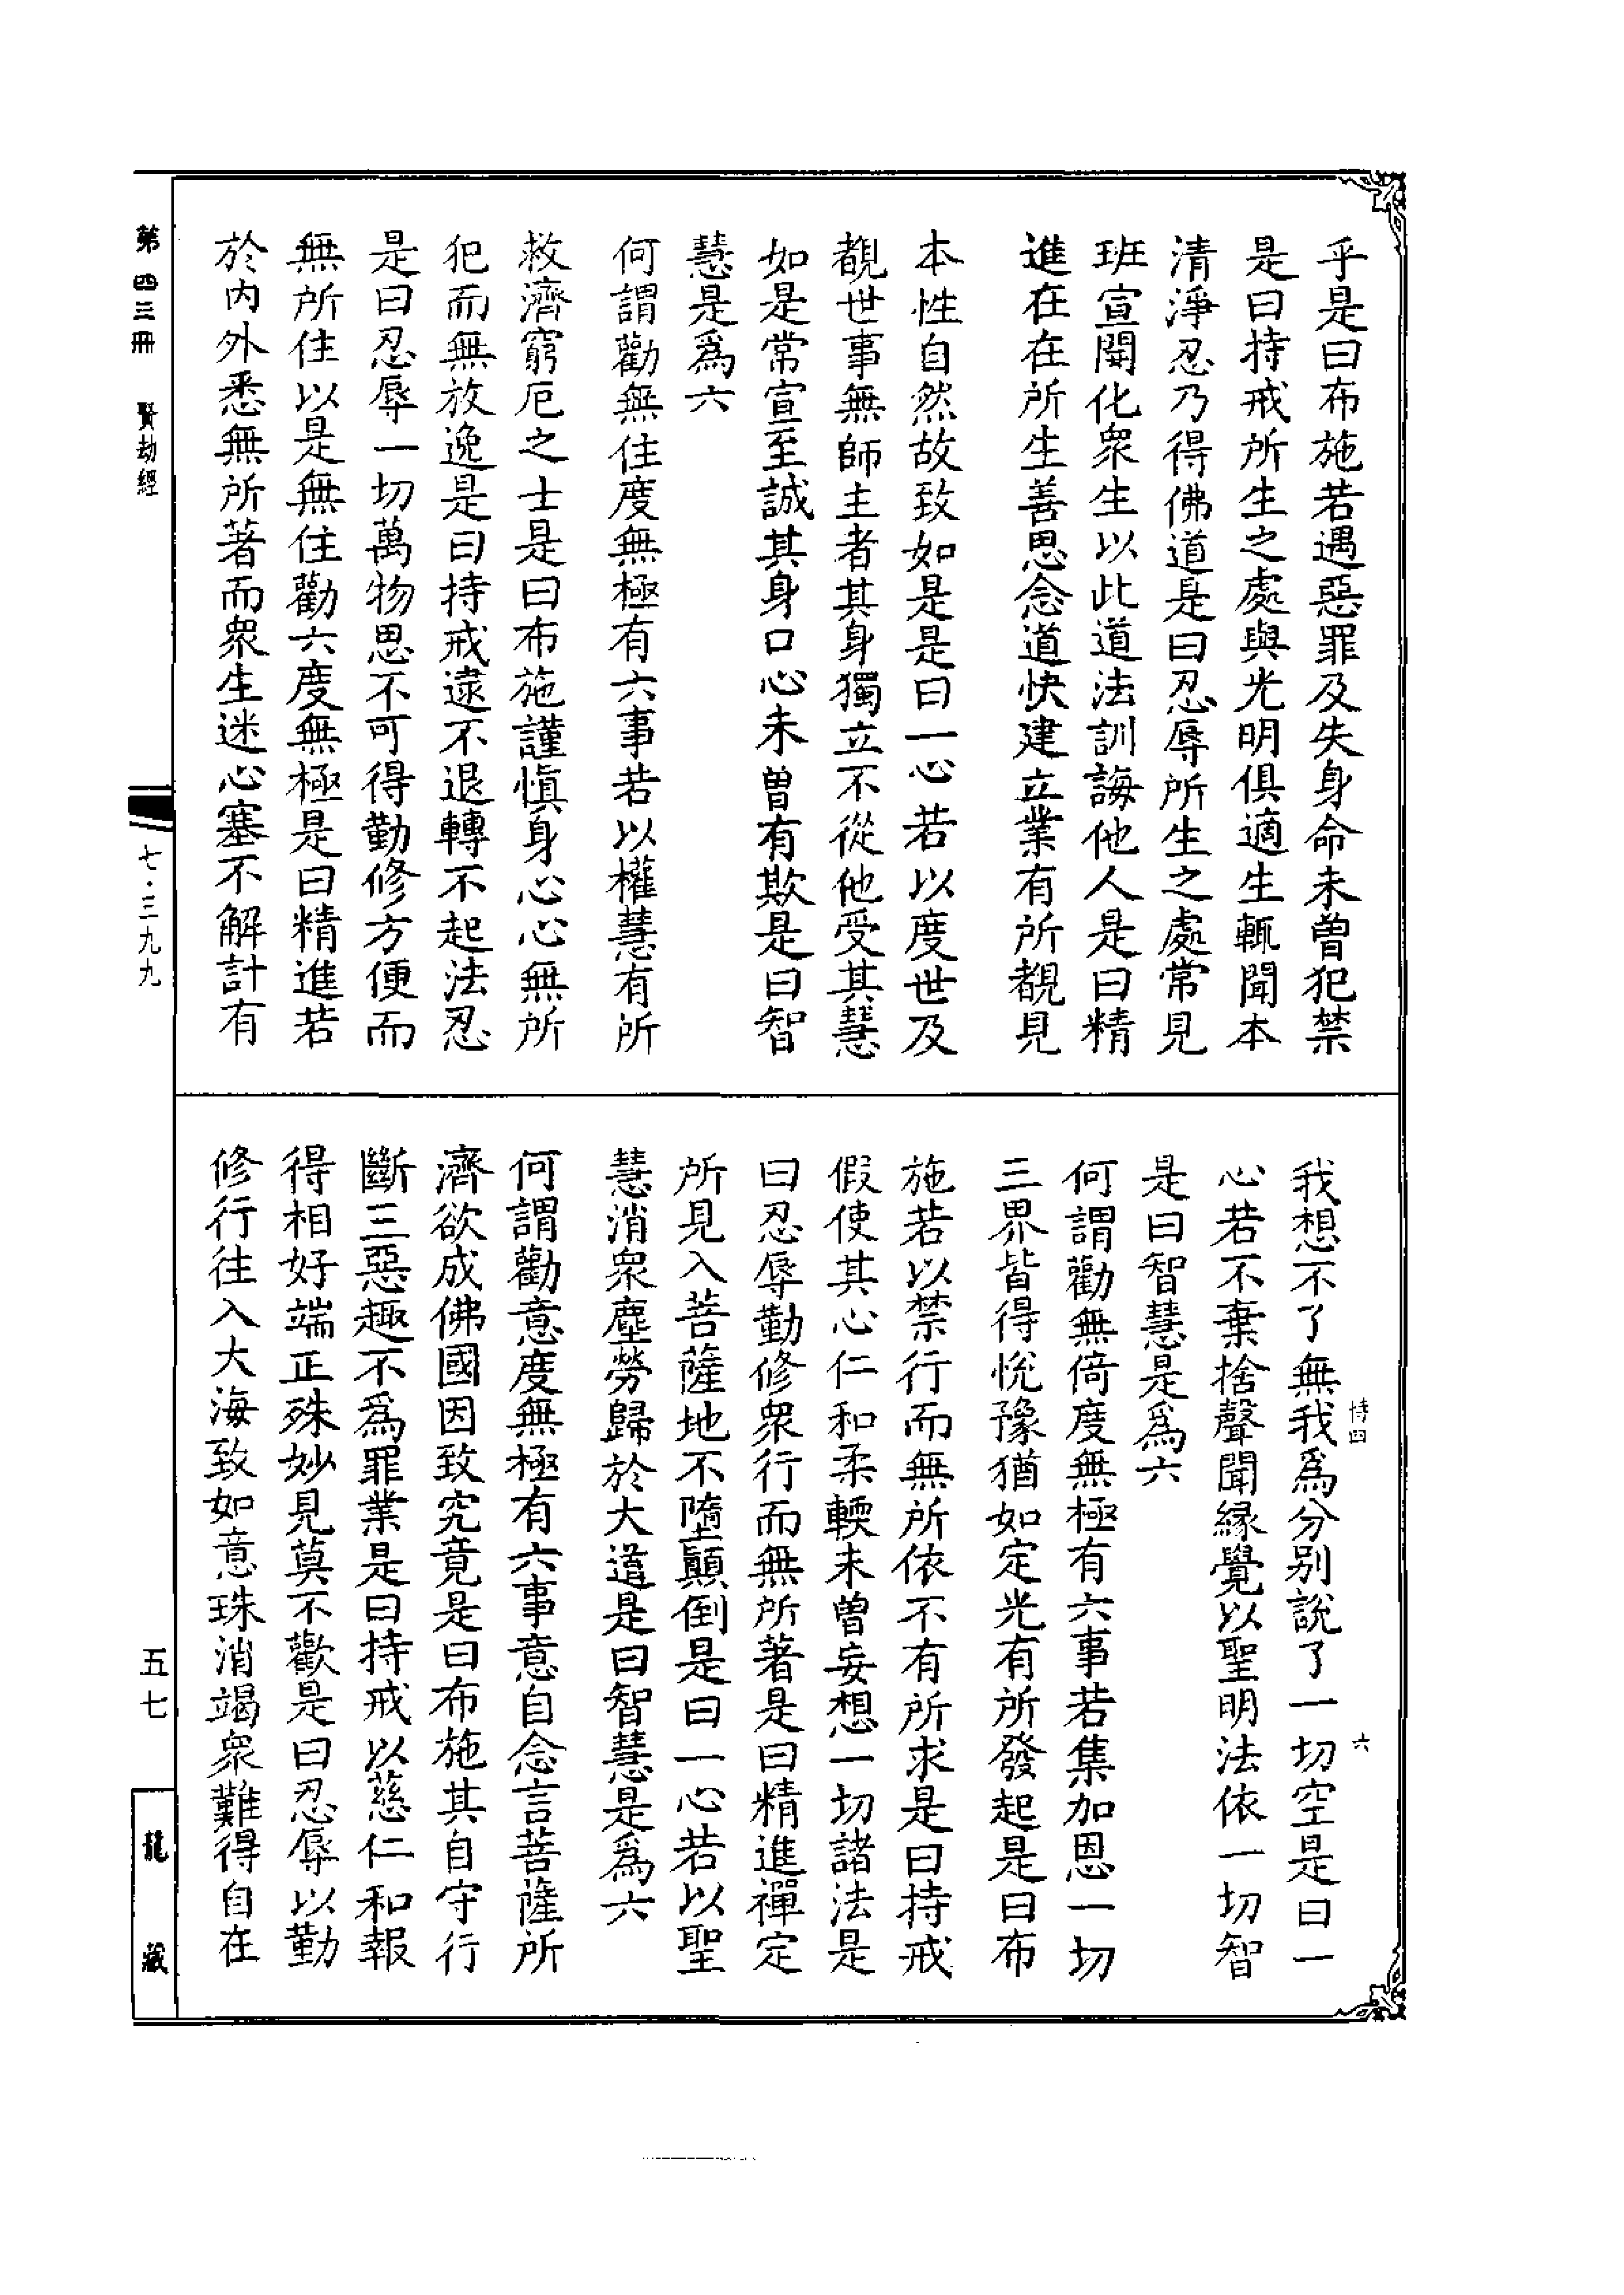 乎是曰布施若遇惡罪及失身命未曾犯禁
是曰持戒所生之處與光明俱適生輒聞本
清淨忍乃得佛道是曰忍辱所生之處常見
班宣開化衆生以此道法訓誨他人是曰精
進在在所生善思念道快建立業有所覩見
本性自然故致如是是曰一心若以度世及
覩世事無師主者其身獨立不從他受其慧
如是常宣至誠其身口心未曽有欺是曰智
慧是爲六
何謂勸無住度無極有六事若以權慧有所
救濟窮厄之士是曰布施謹慎身心心無所
犯而無放逸是曰持戒逮不退轉不起法忍
是曰忍辱一切萬物思不可得勤修方便而
無所住以是無住勸六度無極是曰精進若
於内外悉無所著而衆生迷心塞不解計有
我想不了無我爲分別說了一切空是曰一
心若不棄捨聲聞縁覺以聖明法依一切智
是曰智慧是爲六
何謂勸無倚度無極有六事若集加恩一切
三界皆得悅豫猶如定光有所發起是曰布
施若以禁行而無所依不有所求是曰持戒
假使其心仁和柔輭未曽妄想一切諸法是
曰忍辱勤修衆行而無所著是曰精進禪定
所見入菩薩地不墮顛倒是曰一心若以聖
慧消衆塵勞歸於大道是曰智慧是爲六
何謂勸意度無極有六事意自念言菩薩所
濟欲成佛國因致究竟是曰布施其自守行
斷三惡趣不爲罪業是曰持戒以慈仁和報
得相好端正殊妙見莫不歡是曰忍辱以勤
修行往入大海致如意珠消竭衆難得自在
恃四
六
第四三冊 賢劫經
七·三九九
五七
龍藏